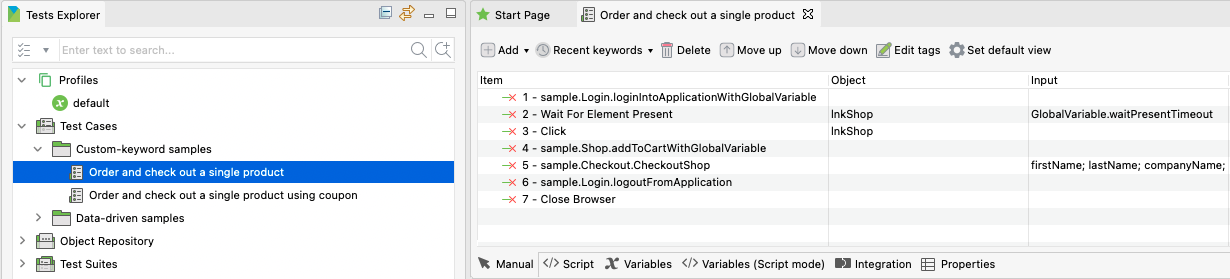 Tests Explorer
Enter text to search...
Profiles
default
Test Cases
Custom-keyword samples
Order and check out a single product
Order and check out a single product using coupon
Data-driven samples
Object Repository
Test Suites
Start Page Order and check out a single product
Add Recent keywords Delete Move up Move down Edit tags Set default view
Item Object Input
1 - sample.Login.loginIntoApplicationWithGlobalVariable
2 - Wait For Element Present lnkShop GlobalVariable.waitPresentTimeout
3 - Click lnkShop
4 - sample.Shop.addToCartWithGlobalVariable
5 - sample.Checkout.CheckoutShop firstName; lastName; companyName;
6 - sample.Login.logoutFromApplication
7 - Close Browser
Manual </> Script Variables </> Variables (Script mode) Integration Properties